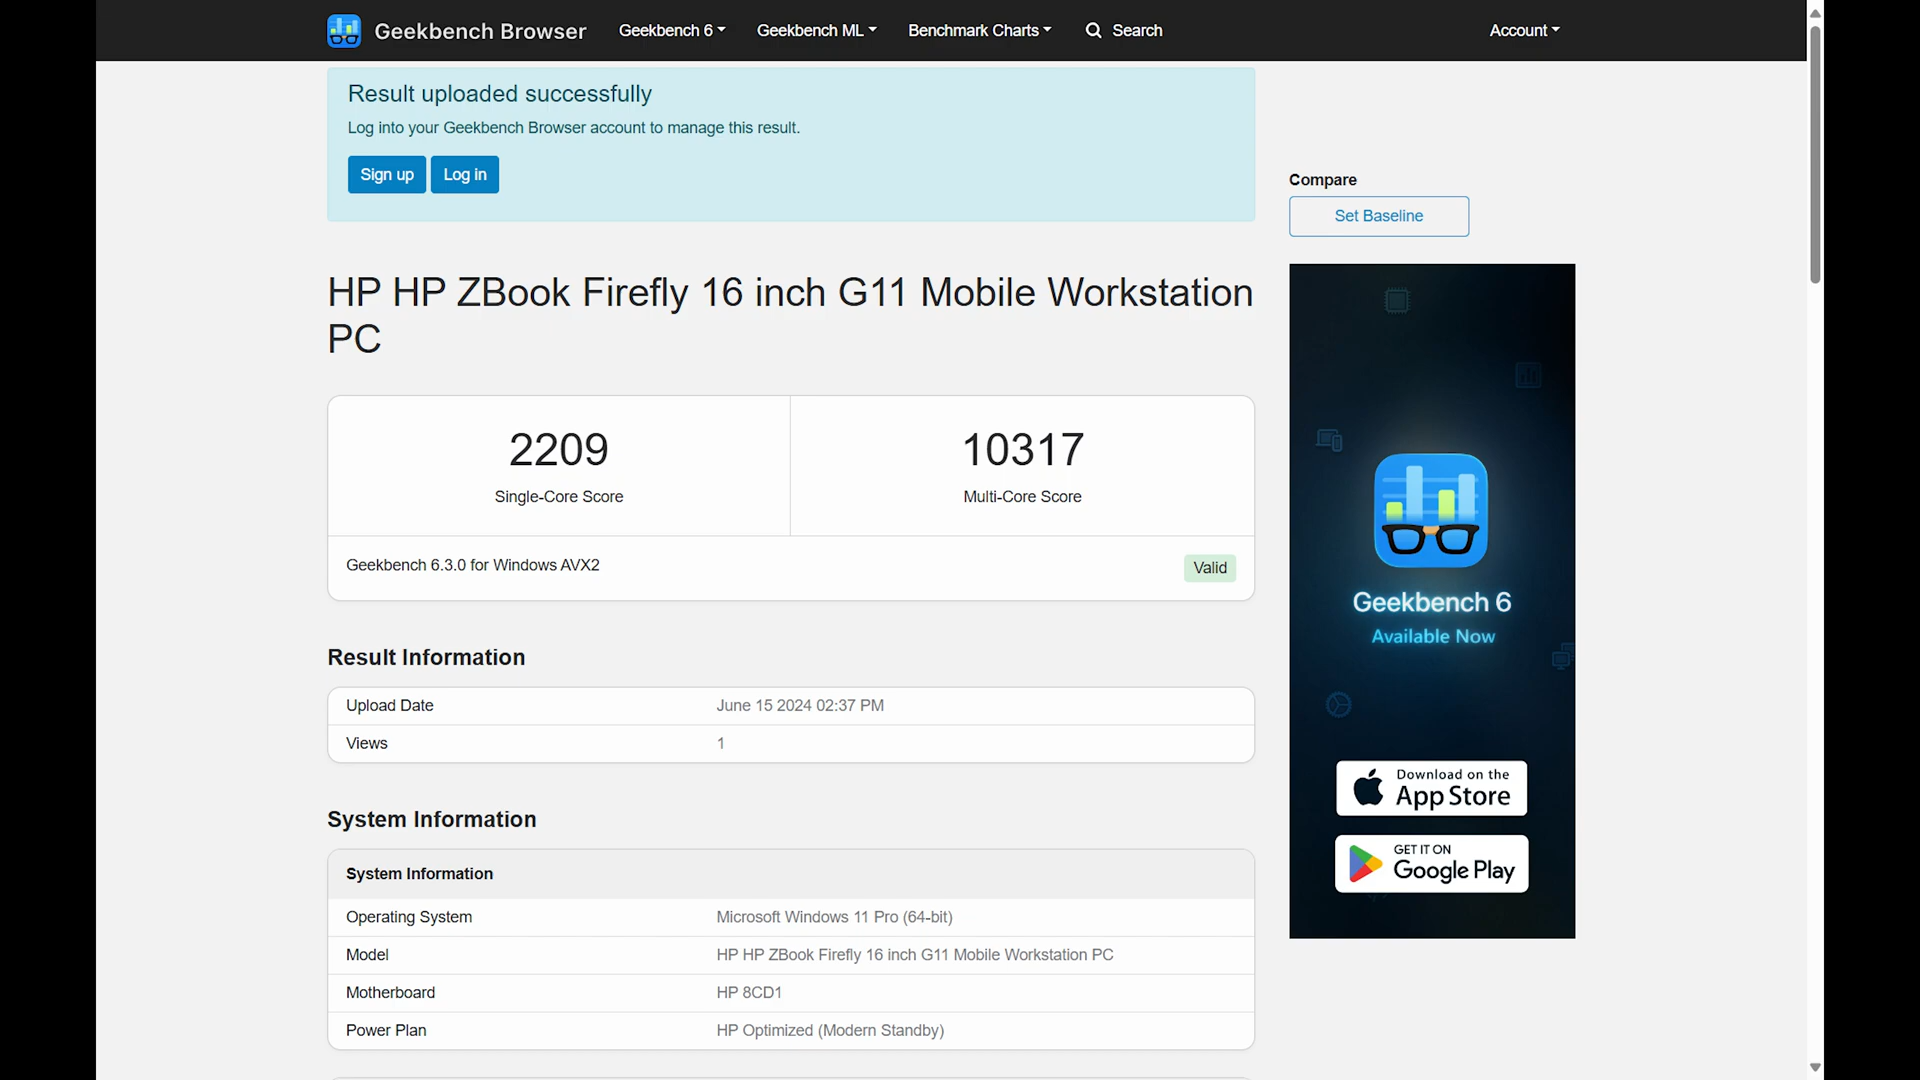 Geekbench Browser Geekbench 6 Geekbench ML Benchmark Charts Search Account
Result uploaded successfully
Log into your Geekbench Browser account to manage this result.
Sign up Log in
Compare
Set Baseline
HP HP ZBook Firefly 16 inch G11 Mobile Workstation
PC
2209 10317
Single-Core Score Multi-Core Score
Geekbench 6.3.0 for Windows AVX2 Valid
Result Information
Upload Date June 15 2024 02:37 PM
Views 1
System Information
System Information
Operating System Microsoft Windows 11 Pro (64-bit)
Model HP HP ZBook Firefly 16 inch G11 Mobile Workstation PC
Motherboard HP 8CD1
Power Plan HP Optimized (Modern Standby)
Geekbench 6
Available Now
Download on the
App Store
GET IT ON
Google Play